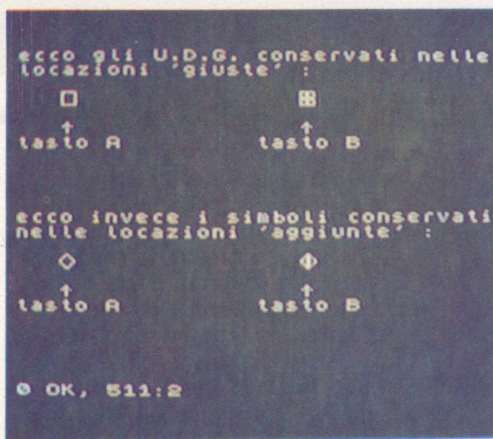 ecco gli U.D.G. conservati nelle
locazioni 'giuste' :
↑ ↑
tasto A tasto B
ecco invece i simboli conservati
nelle locazioni 'aggiunte' :
↑ ↑
tasto A tasto B
0 OK, 511:2